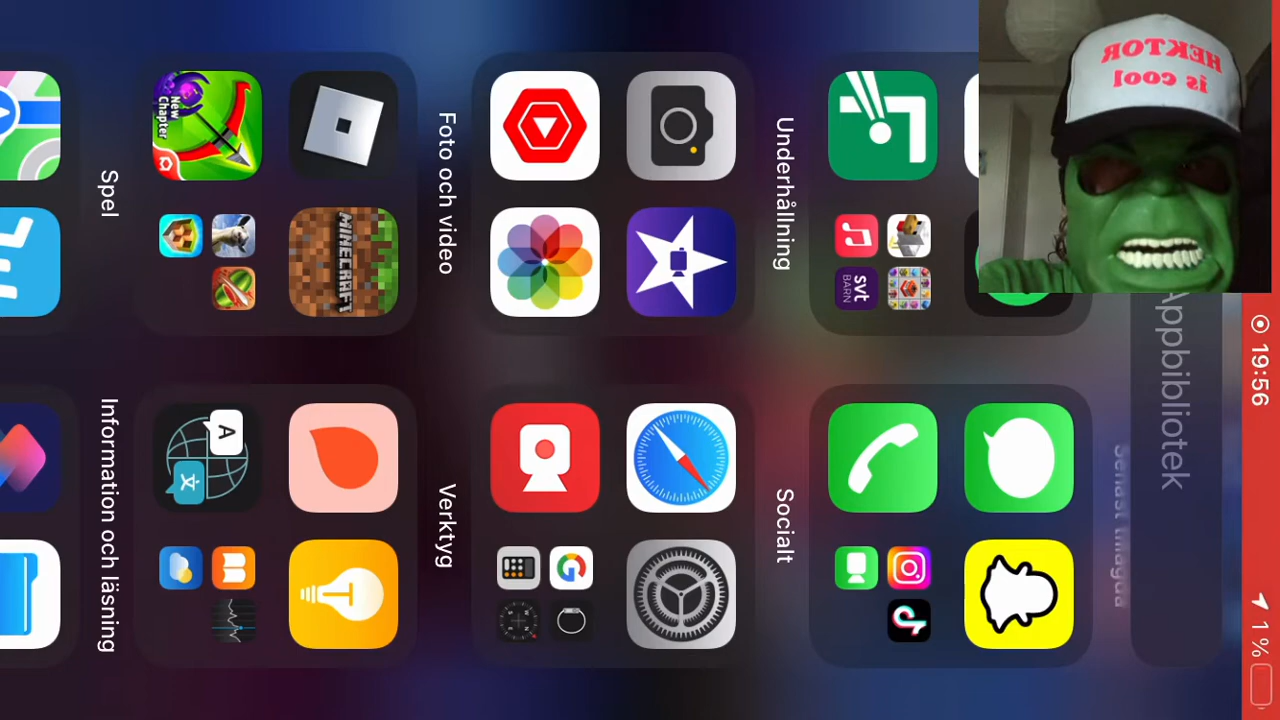 19:56
1 %
Appbibliotek
Underhållning
Socialt
svt
BARN
Foto och video
Verktyg
Spel
Information och läsning
New
Chapter
MINECRAFT
A
HEKTOR
is cool